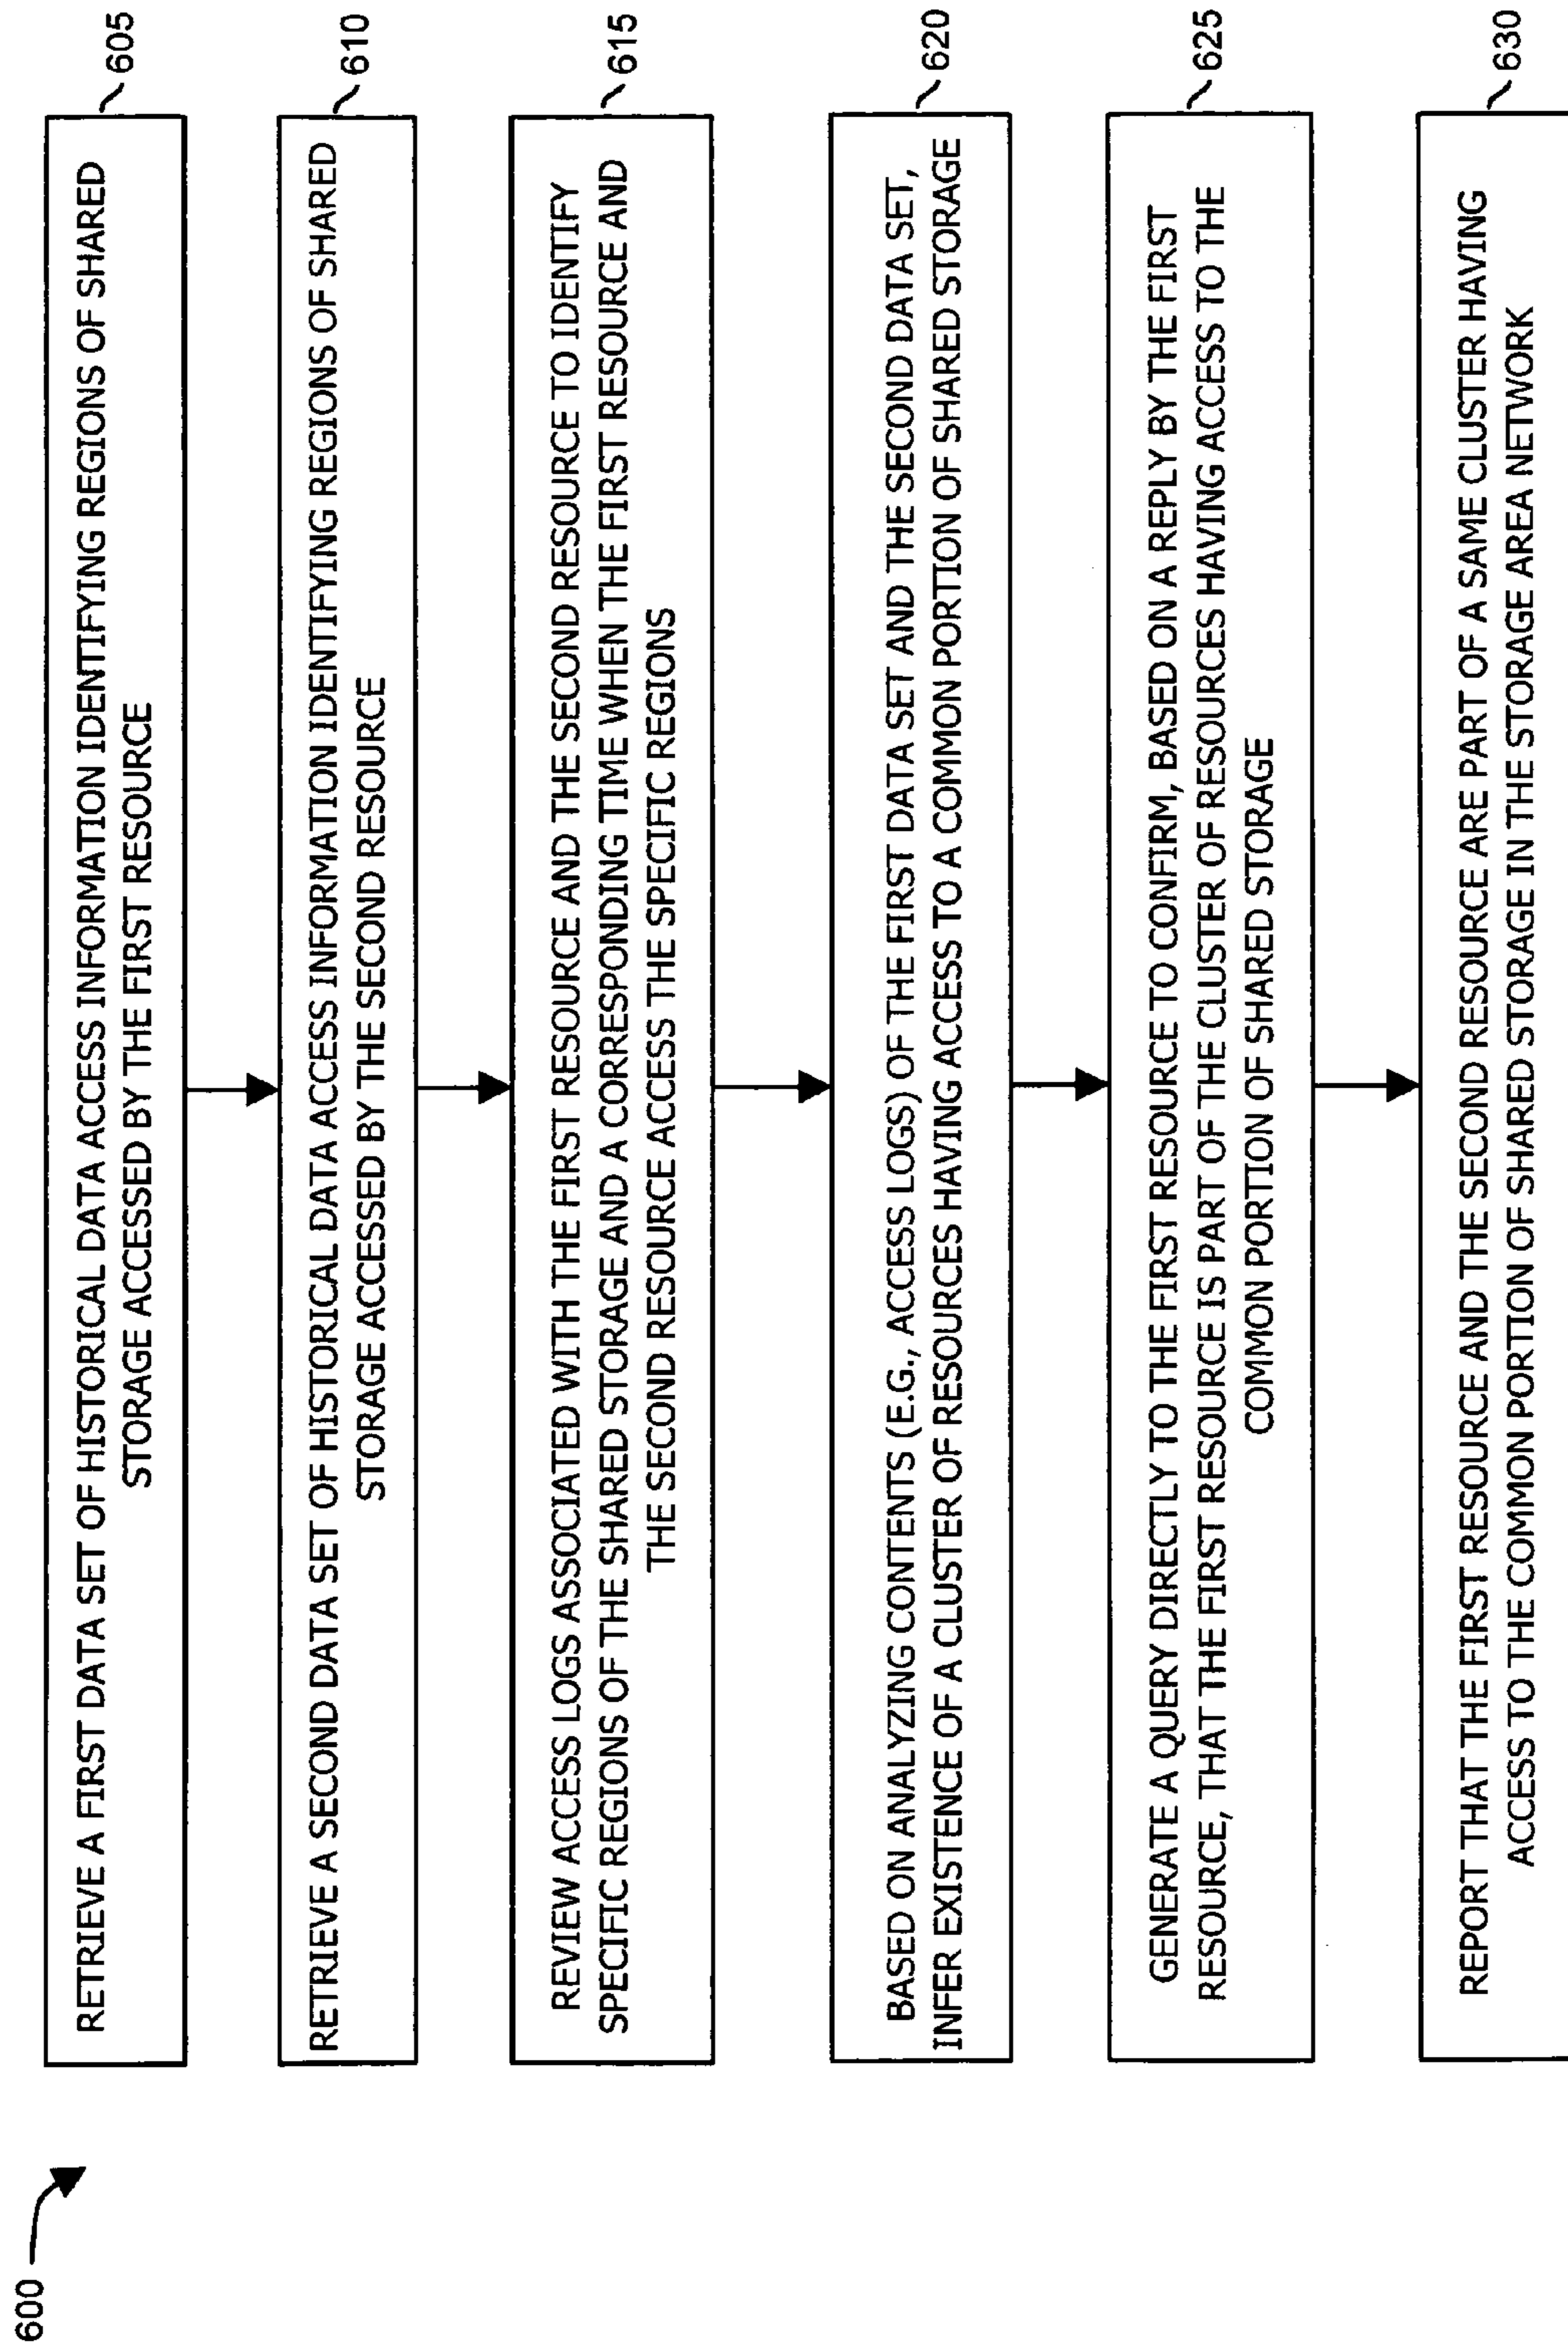 600
RETRIEVE A FIRST DATA SET OF HISTORICAL DATA ACCESS INFORMATION IDENTIFYING REGIONS OF SHARED
STORAGE ACCESSED BY THE FIRST RESOURCE
605
RETRIEVE A SECOND DATA SET OF HISTORICAL DATA ACCESS INFORMATION IDENTIFYING REGIONS OF SHARED
STORAGE ACCESSED BY THE SECOND RESOURCE
610
REVIEW ACCESS LOGS ASSOCIATED WITH THE FIRST RESOURCE AND THE SECOND RESOURCE TO IDENTIFY
SPECIFIC REGIONS OF THE SHARED STORAGE AND A CORRESPONDING TIME WHEN THE FIRST RESOURCE AND
THE SECOND RESOURCE ACCESS THE SPECIFIC REGIONS
615
BASED ON ANALYZING CONTENTS (E.G., ACCESS LOGS) OF THE FIRST DATA SET AND THE SECOND DATA SET,
INFER EXISTENCE OF A CLUSTER OF RESOURCES HAVING ACCESS TO A COMMON PORTION OF SHARED STORAGE
620
GENERATE A QUERY DIRECTLY TO THE FIRST RESOURCE TO CONFIRM, BASED ON A REPLY BY THE FIRST
RESOURCE, THAT THE FIRST RESOURCE IS PART OF THE CLUSTER OF RESOURCES HAVING ACCESS TO THE
COMMON PORTION OF SHARED STORAGE
625
REPORT THAT THE FIRST RESOURCE AND THE SECOND RESOURCE ARE PART OF A SAME CLUSTER HAVING
ACCESS TO THE COMMON PORTION OF SHARED STORAGE IN THE STORAGE AREA NETWORK
630